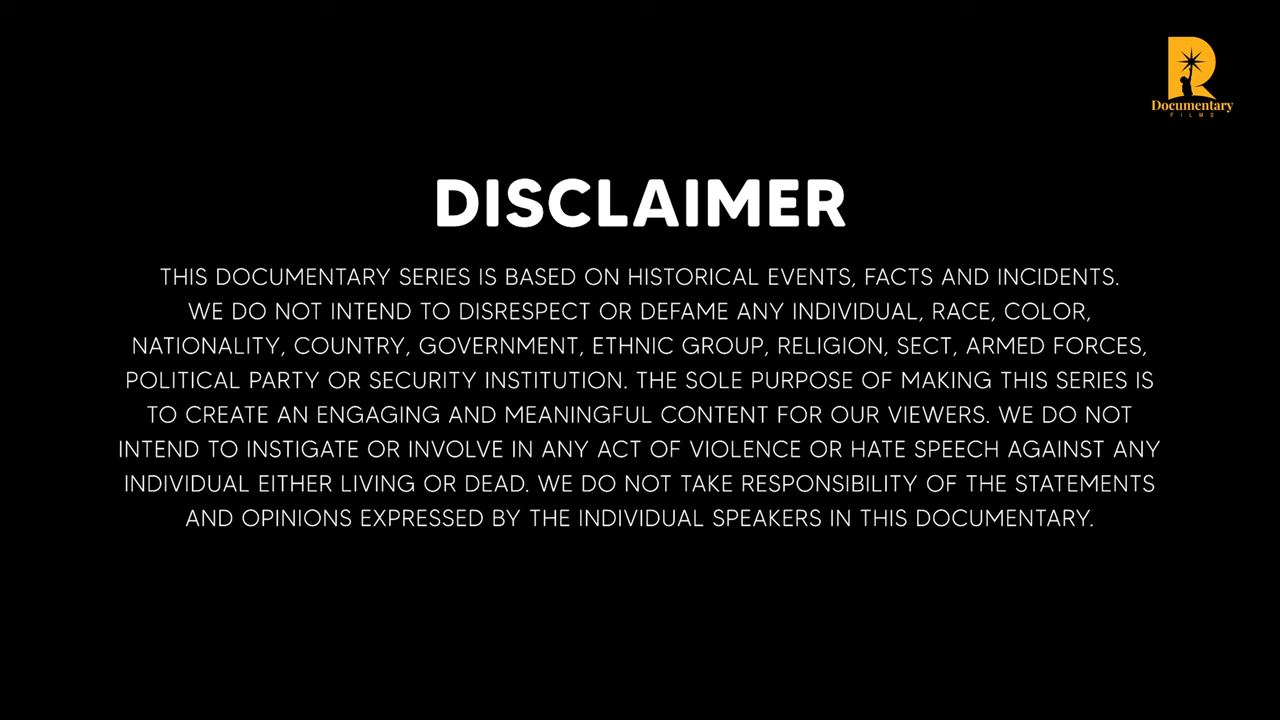 Documentary
FILMS
DISCLAIMER
THIS DOCUMENTARY SERIES IS BASED ON HISTORICAL EVENTS, FACTS AND INCIDENTS.
WE DO NOT INTEND TO DISRESPECT OR DEFAME ANY INDIVIDUAL, RACE, COLOR,
NATIONALITY, COUNTRY, GOVERNMENT, ETHNIC GROUP, RELIGION, SECT, ARMED FORCES,
POLITICAL PARTY OR SECURITY INSTITUTION. THE SOLE PURPOSE OF MAKING THIS SERIES IS
TO CREATE AN ENGAGING AND MEANINGFUL CONTENT FOR OUR VIEWERS. WE DO NOT
INTEND TO INSTIGATE OR INVOLVE IN ANY ACT OF VIOLENCE OR HATE SPEECH AGAINST ANY
INDIVIDUAL EITHER LIVING OR DEAD. WE DO NOT TAKE RESPONSIBILITY OF THE STATEMENTS
AND OPINIONS EXPRESSED BY THE INDIVIDUAL SPEAKERS IN THIS DOCUMENTARY.